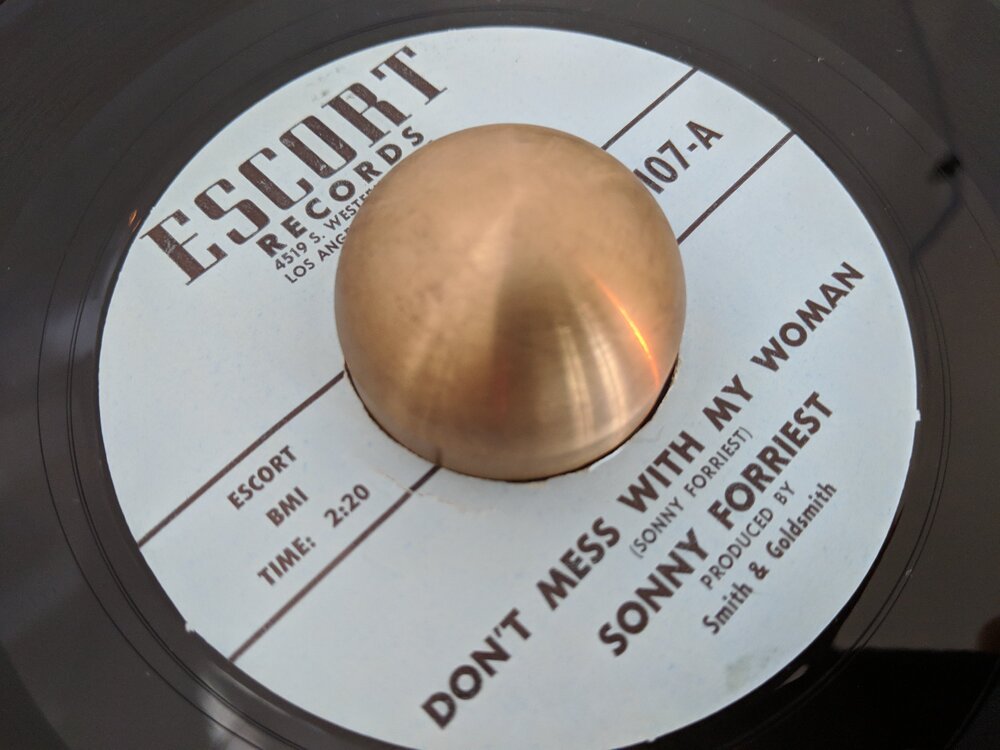 ESCORT
RECORDS
4519 S. WESTE
LOS ANG
107-A
ESCORT
BMI
TIME: 2:20
DON'T MESS WITH MY WOMAN
(SONNY FORRIEST)
SONNY FORRIEST
PRODUCED BY
Smith & Goldsmith